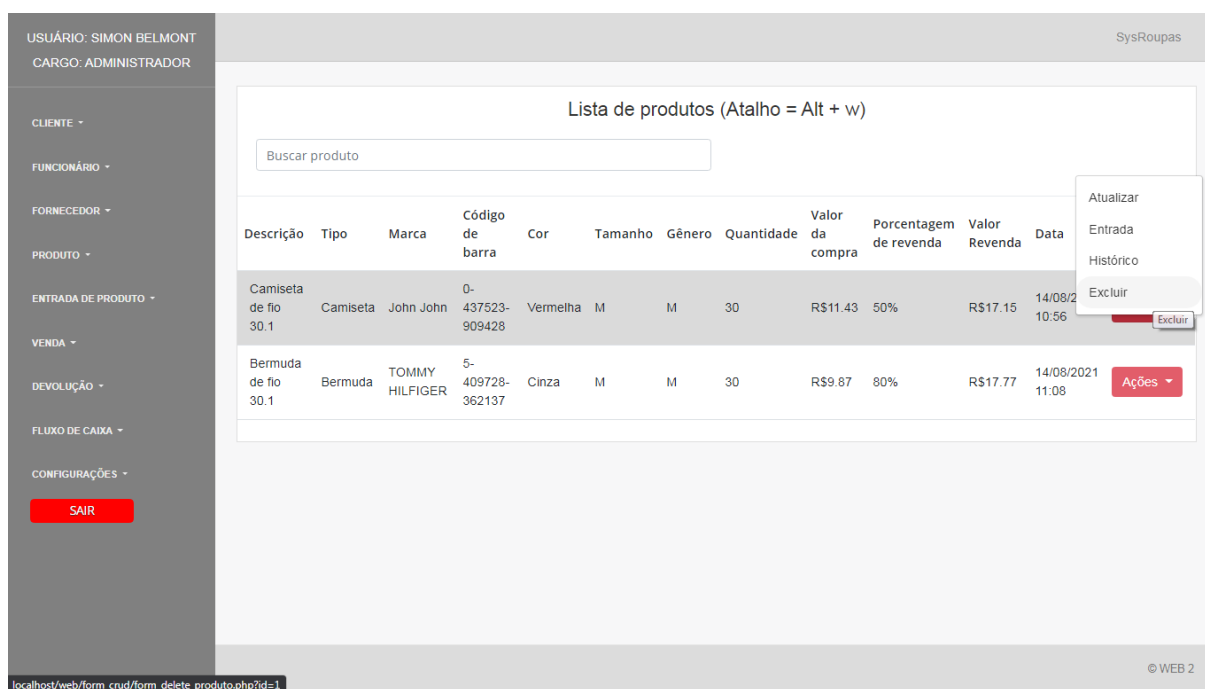 USUÁRIO: SIMON BELMONT
CARGO: ADMINISTRADOR
CLIENTE
FUNCIONÁRIO
FORNECEDOR
PRODUTO
ENTRADA DE PRODUTO
VENDA
DEVOLUÇÃO
FLUXO DE CAIXA
CONFIGURAÇÕES
SAIR
SysRoupas
Lista de produtos (Atalho = Alt + w)
Buscar produto
Descrição Tipo Marca Código de barra Cor Tamanho Gênero Quantidade Valor da compra Porcentagem de revenda Valor Revenda Data
Camiseta de fio 30.1 Camiseta John John 0-437523-909428 Vermelha M M 30 R$11.43 50% R$17.15 14/08/2 10:56
Bermuda de fio 30.1 Bermuda TOMMY HILFIGER 5-409728-362137 Cinza M M 30 R$9.87 80% R$17.77 14/08/2021 11:08 Ações
Atualizar
Entrada
Histórico
Excluir
Excluir
© WEB 2
localhost/web/form_crud/form_delete_produto.php?id=1